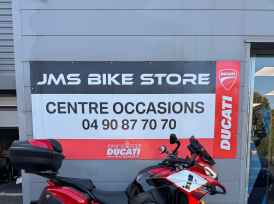 JMS BIKE STORE
CENTRE OCCASIONS
04 90 87 70 70
DUCATI
DUCATI